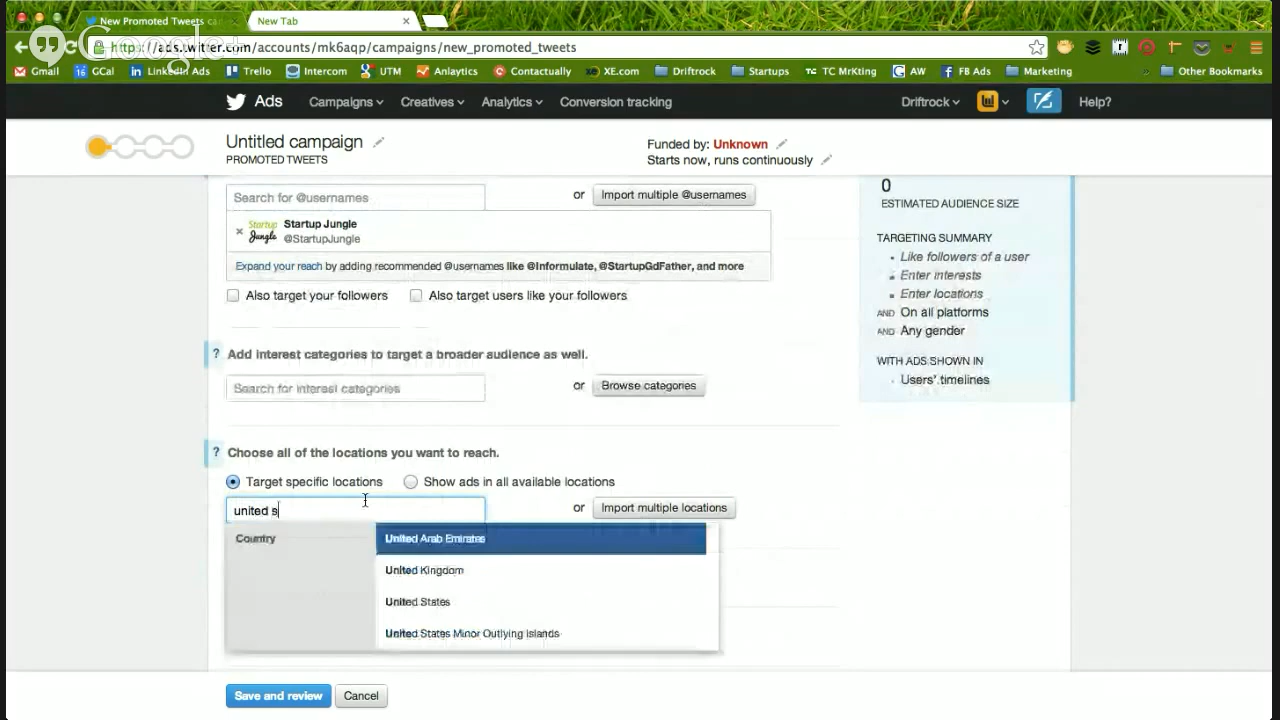 New Promoted Tweets ca
New Tab
Google+
https://ads.twitter.com/accounts/mk6aqp/campaigns/new_promoted_tweets
Gmail GCal LinkedIn Ads Trello Intercom UTM Anlaytics Contactually XE.com Driftrock Startups TC MrKting AW FB Ads Marketing » Other Bookmarks
Ads Campaigns Creatives Analytics Conversion tracking Driftrock Help?
Untitled campaign
PROMOTED TWEETS
Funded by: Unknown
Starts now, runs continuously
Search for @usernames or Import multiple @usernames
Startup Jungle
Startup Jungle
@StartupJungle
Expand your reach by adding recommended @usernames like @Informulate, @StartupGdFather, and more
Also target your followers Also target users like your followers
? Add interest categories to target a broader audience as well.
Search for interest categories or Browse categories
? Choose all of the locations you want to reach.
Target specific locations Show ads in all available locations
united s or Import multiple locations
Country United Arab Emirates
United Kingdom
United States
United States Minor Outlying Islands
Save and review Cancel
0
ESTIMATED AUDIENCE SIZE
TARGETING SUMMARY
Like followers of a user
Enter interests
Enter locations
AND On all platforms
AND Any gender
WITH ADS SHOWN IN
Users' timelines